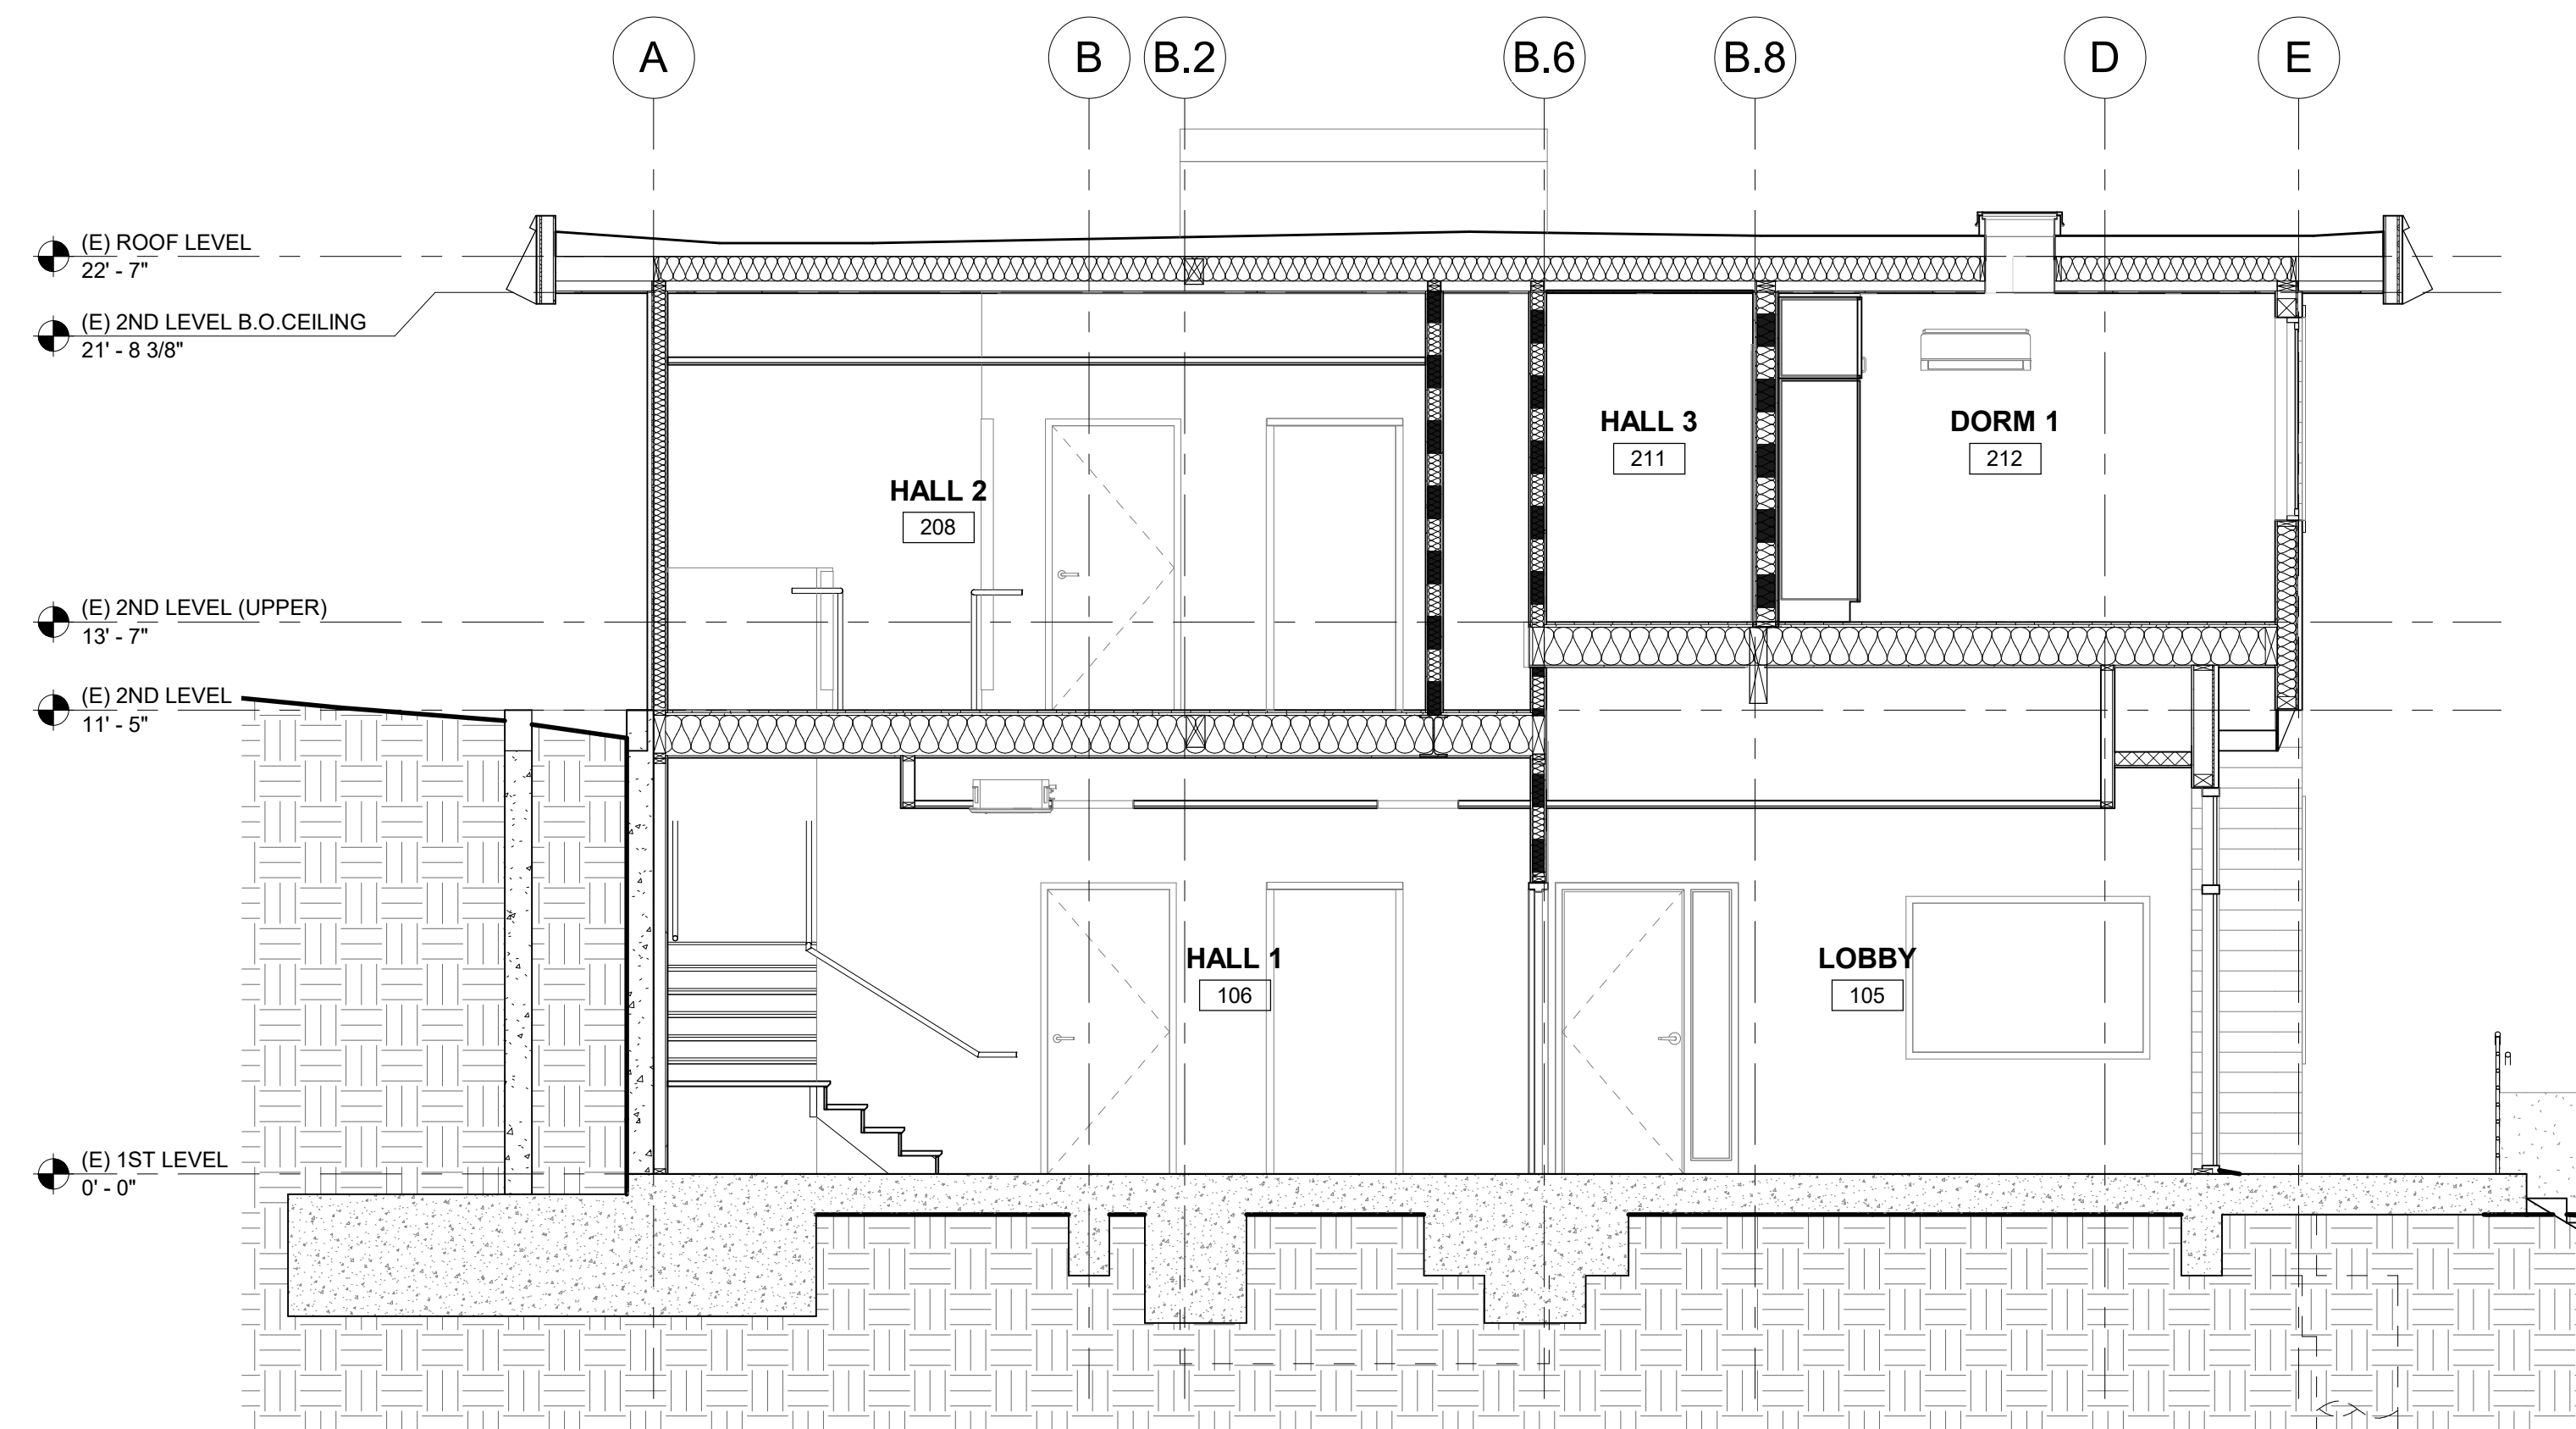 A
B
B.2
B.6
B.8
D
E
(E) ROOF LEVEL
22' - 7"
(E) 2ND LEVEL B.O.CEILING
21' - 8 3/8"
HALL 3
211
DORM 1
212
HALL 2
208
(E) 2ND LEVEL (UPPER)
13' - 7"
(E) 2ND LEVEL
11' - 5"
HALL 1
106
LOBBY
105
(E) 1ST LEVEL
0' - 0"